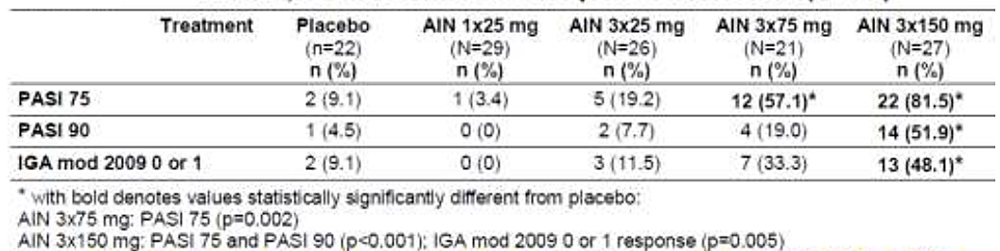 Treatment Placebo AIN 1x25 mg AIN 3x25 mg AIN 3x75 mg AIN 3x150 mg
(n=22) (N=29) (N=26) (N=21) (N=27)
n (%) n (%) n (%) n (%) n (%)
PASI 75 2 (9.1) 1 (3.4) 5 (19.2) 12 (57.1)* 22 (81.5)*
PASI 90 1 (4.5) 0 (0) 2 (7.7) 4 (19.0) 14 (51.9)*
IGA mod 2009 0 or 1 2 (9.1) 0 (0) 3 (11.5) 7 (33.3) 13 (48.1)*
* with bold denotes values statistically significantly different from placebo:
AIN 3x75 mg: PASI 75 (p=0.002)
AIN 3x150 mg: PASI 75 and PASI 90 (p<0.001); IGA mod 2009 0 or 1 response (p=0.005)